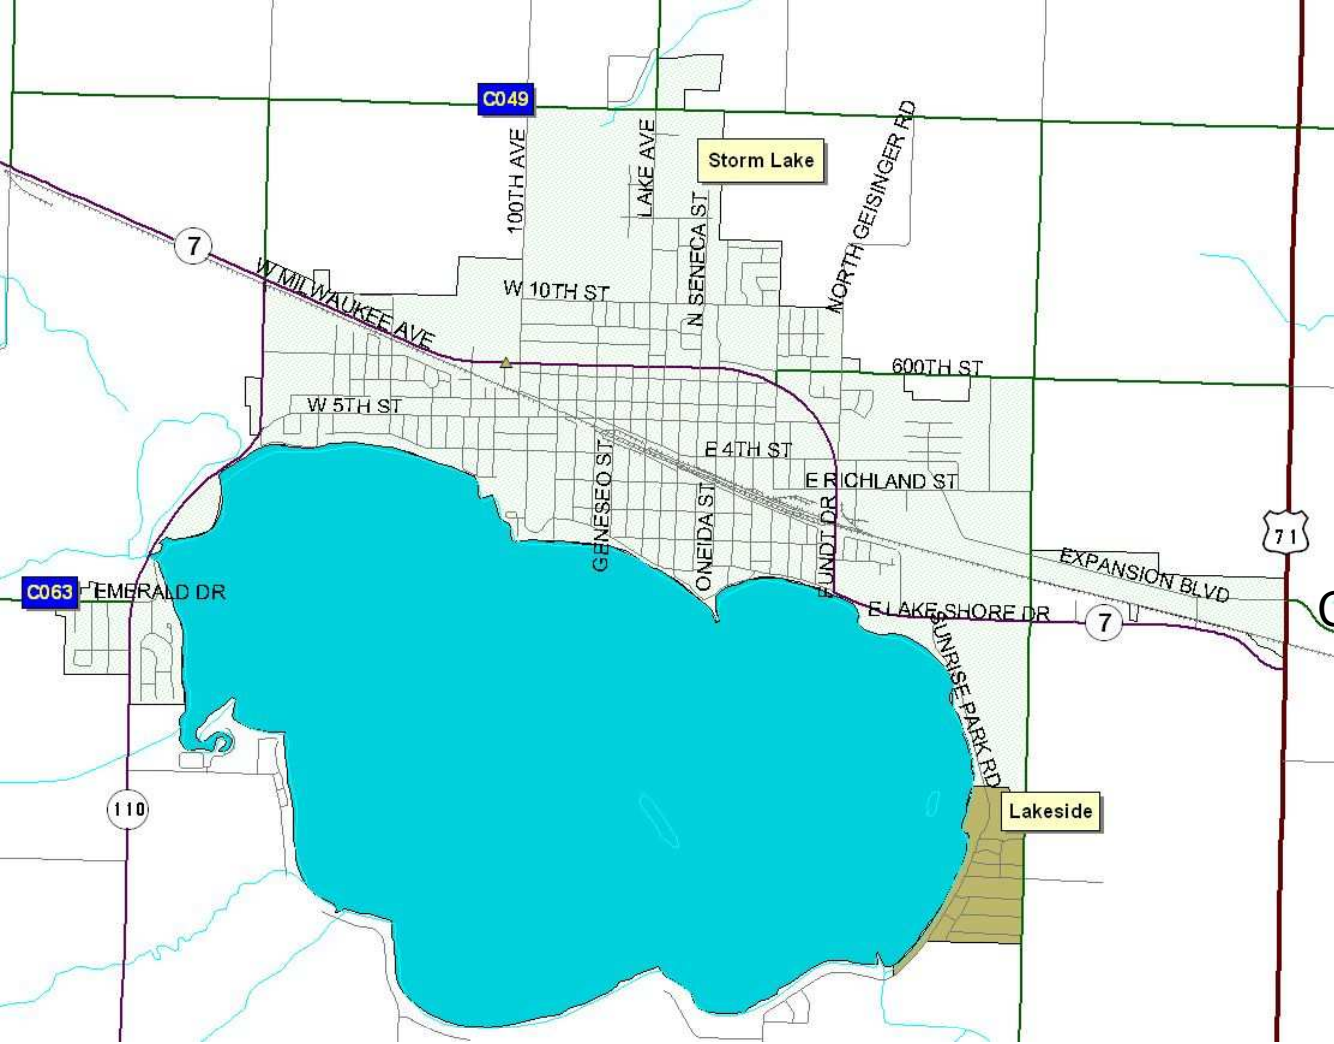 C049
100TH AVE
LAKE AVE
Storm Lake
N SENECA ST
NORTH GEISINGER RD
7
W MILWAUKEE AVE
W 10TH ST
600TH ST
W 5TH ST
E 4TH ST
E RICHLAND ST
GENESEO ST
ONEIDA ST
FUNDT DR
71
EXPANSION BLVD
C063
EMERALD DR
E LAKE SHORE DR
7
SUNRISE PARK RD
110
Lakeside